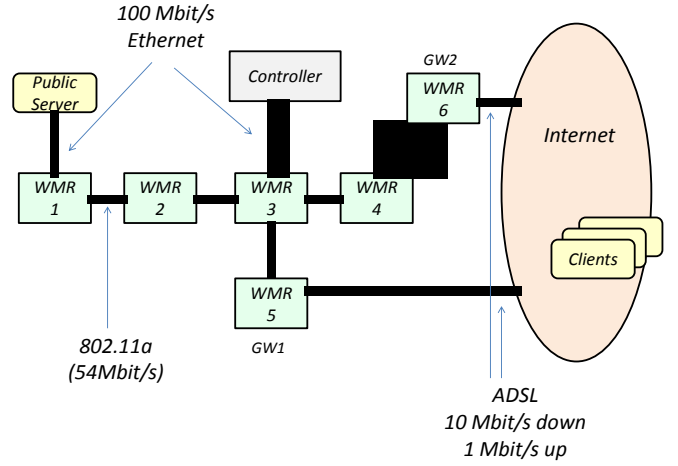 100 Mbit/s
Ethernet
Public
Server
Controller
GW2
WMR
6
Internet
WMR
1
WMR
2
WMR
3
WMR
4
Clients
WMR
5
GW1
802.11a
(54Mbit/s)
ADSL
10 Mbit/s down
1 Mbit/s up